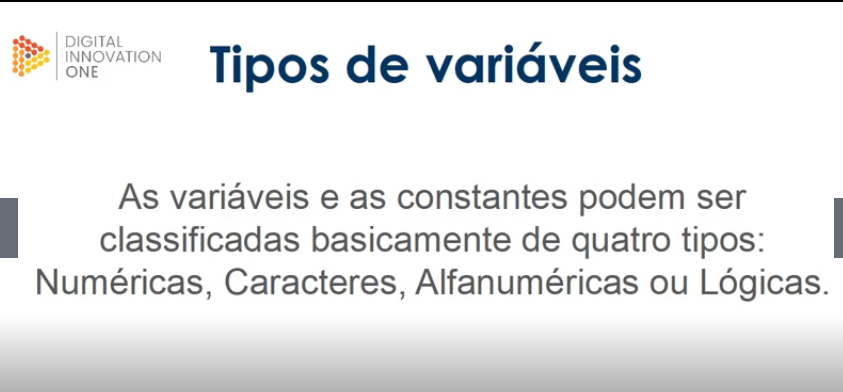 DIGITAL
INNOVATION
ONE
Tipos de variáveis
As variáveis e as constantes podem ser
classificadas basicamente de quatro tipos:
Numéricas, Caracteres, Alfanuméricas ou Lógicas.